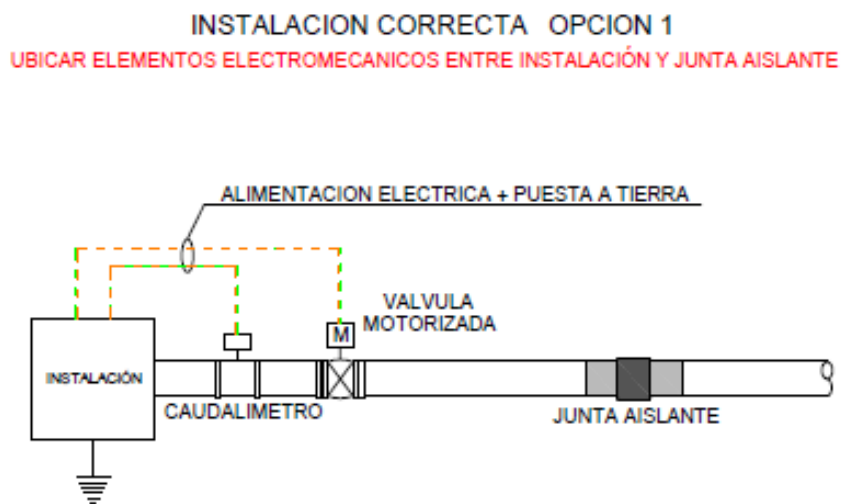 INSTALACION CORRECTA OPCION 1
UBICAR ELEMENTOS ELECTROMECANICOS ENTRE INSTALACIÓN Y JUNTA AISLANTE
ALIMENTACION ELECTRICA + PUESTA A TIERRA
VALVULA
MOTORIZADA
M
INSTALACIÓN
CAUDALIMETRO
JUNTA AISLANTE